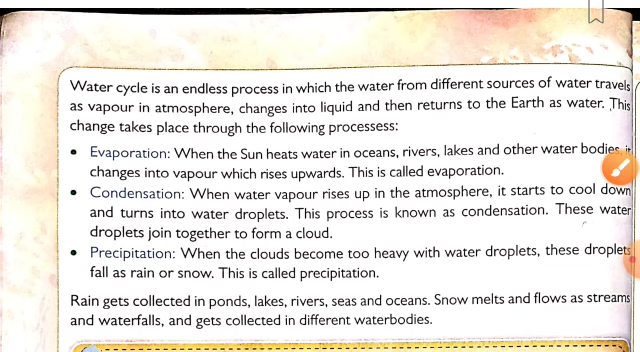 Water cycle is an endless process in which the water from different sources of water travels
as vapour in atmosphere, changes into liquid and then returns to the Earth as water. This
change takes place through the following processess:
• Evaporation: When the Sun heats water in oceans, rivers, lakes and other water bodies, it
changes into vapour which rises upwards. This is called evaporation.
• Condensation: When water vapour rises up in the atmosphere, it starts to cool down
and turns into water droplets. This process is known as condensation. These water
droplets join together to form a cloud.
• Precipitation: When the clouds become too heavy with water droplets, these droplets
fall as rain or snow. This is called precipitation.
Rain gets collected in ponds, lakes, rivers, seas and oceans. Snow melts and flows as streams
and waterfalls, and gets collected in different waterbodies.